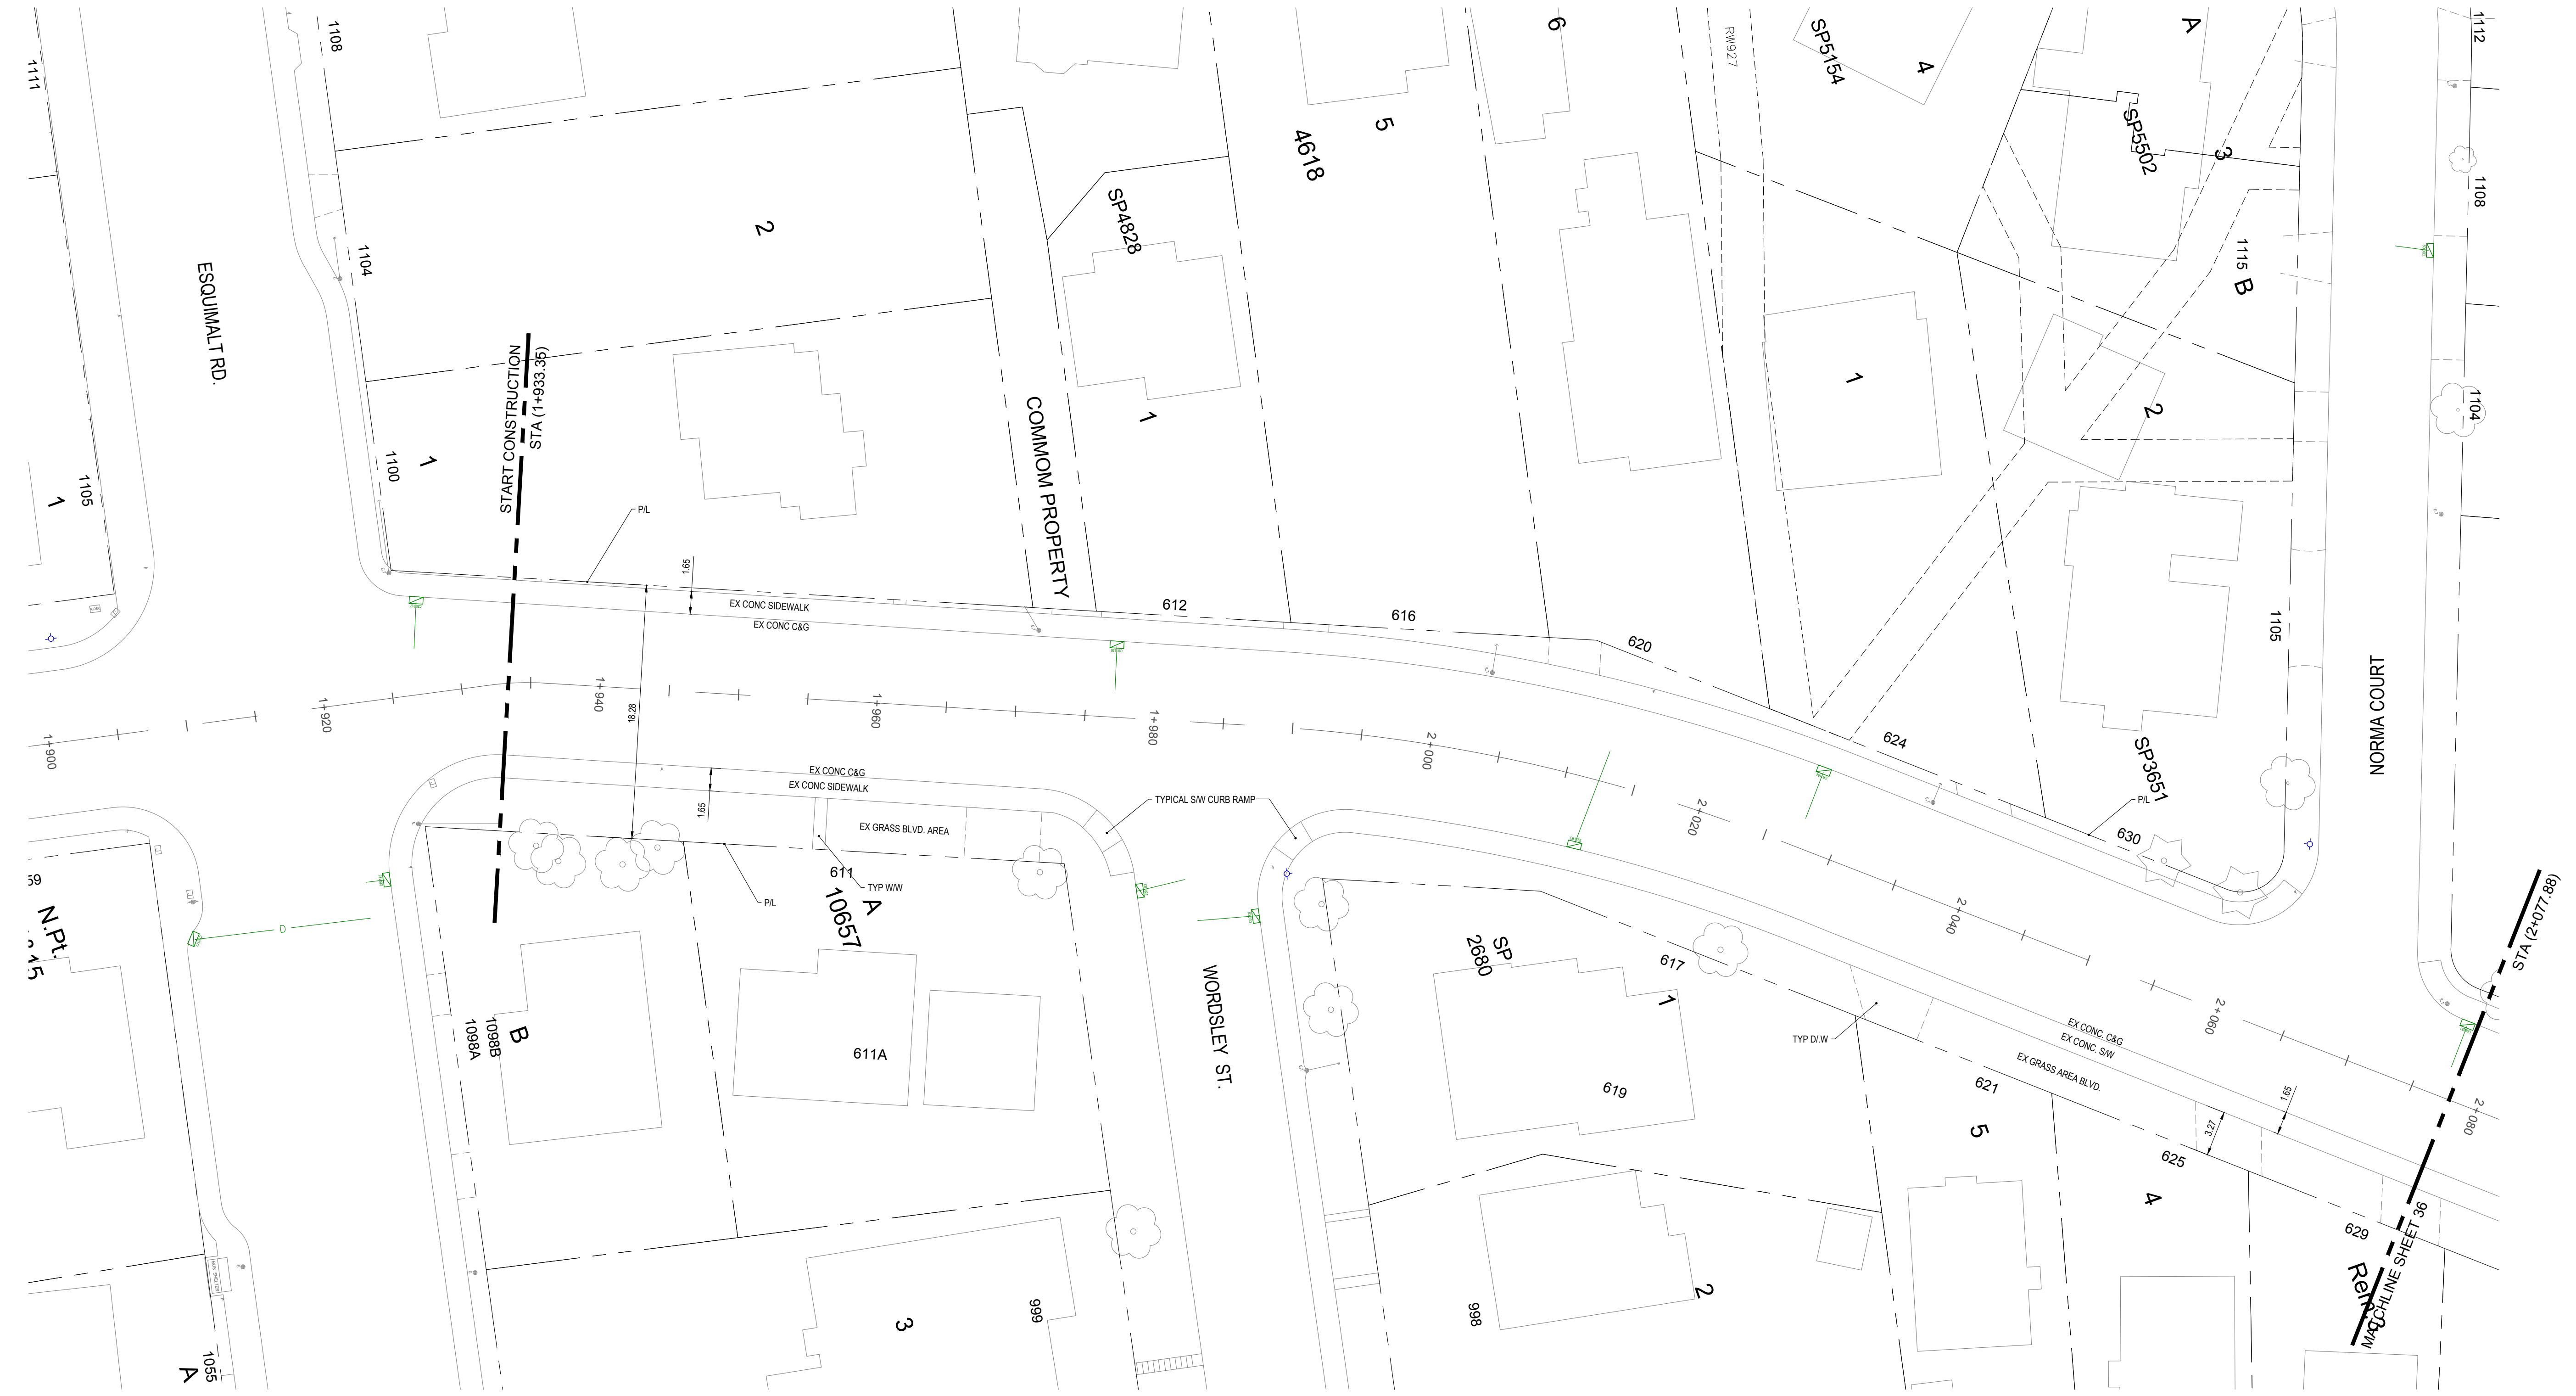 1111
1108
6
SP5154
RW927
4
A
1112
5
4618
SP5502
3
1108
2
SP4828
1104
ESQUIMALT RD.
1115
B
START CONSTRUCTION
STA (1+933.35)
1
1
2
1104
COMMOM PROPERTY
1
1
1100
1
1105
P/L
1.65
EX CONC SIDEWALK
EX CONC C&G
612
616
620
1105
NORMA COURT
1+900
1+920
1+940
18.28
1+960
1+980
2+000
624
SP3651
2+020
P/L
630
EX CONC C&G
EX CONC SIDEWALK
1.65
EX GRASS BLVD. AREA
TYPICAL S/W CURB RAMP
59
N.Pt.
611
TYP W/W
A
10657
P/L
D
2+040
STA (2+077.88)
SP
2680
617
1
WORDSLEY ST.
2+060
EX CONC. C&G
EX CONC. S/W
EX GRASS AREA BLVD.
TYP D/.W
B
1098B
1098A
611A
619
621
1.65
2+080
3.27
5
625
4
629
MATCHLINE SHEET 36
BUS SHELTER
2
998
999
3
1055
A